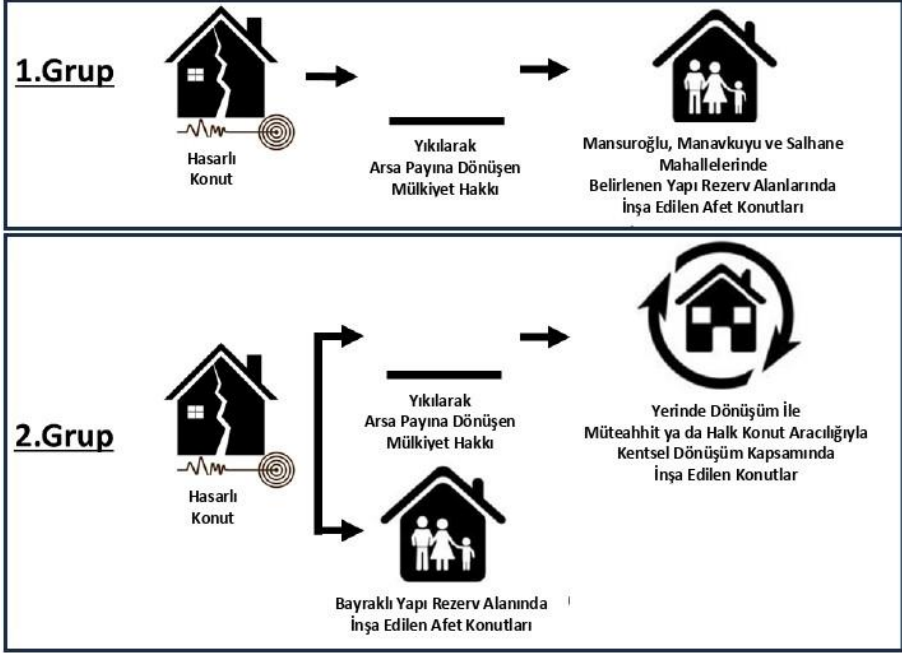 1.Grup
Hasarlı
Konut
Yıkılarak
Arsa Payına Dönüşen
Mülkiyet Hakkı
Mansuroğlu, Manavkuyu ve Salhane
Mahallelerinde
Belirlenen Yapı Rezerv Alanlarında
İnşa Edilen Afet Konutları
2.Grup
Hasarlı
Konut
Yıkılarak
Arsa Payına Dönüşen
Mülkiyet Hakkı
Yerinde Dönüşüm İle
Müteahhit ya da Halk Konut Aracılığıyla
Kentsel Dönüşüm Kapsamında
İnşa Edilen Konutlar
Bayraklı Yapı Rezerv Alanında
İnşa Edilen Afet Konutları